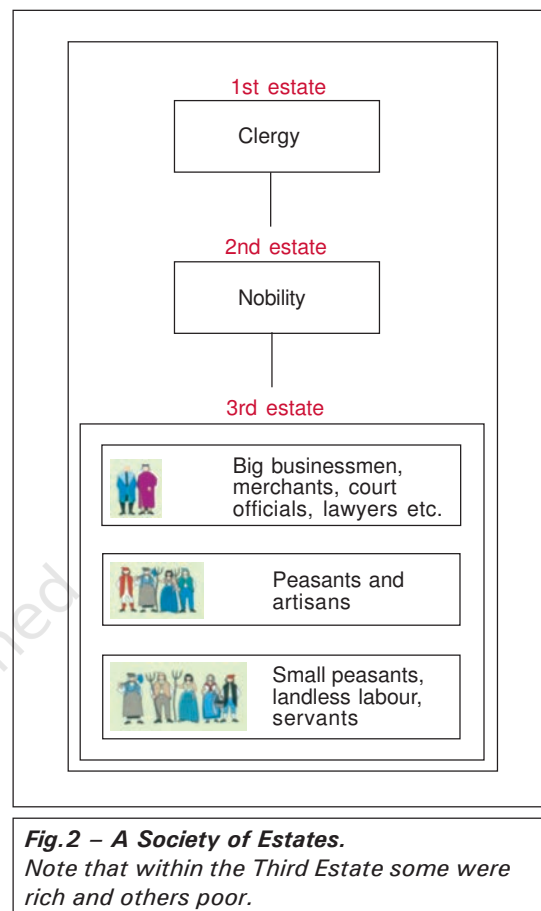 1st estate
Clergy
2nd estate
Nobility
3rd estate
Big businessmen,
merchants, court
officials, lawyers etc.
Peasants and
artisans
Small peasants,
landless labour,
servants
Fig.2 – A Society of Estates.
Note that within the Third Estate some were
rich and others poor.